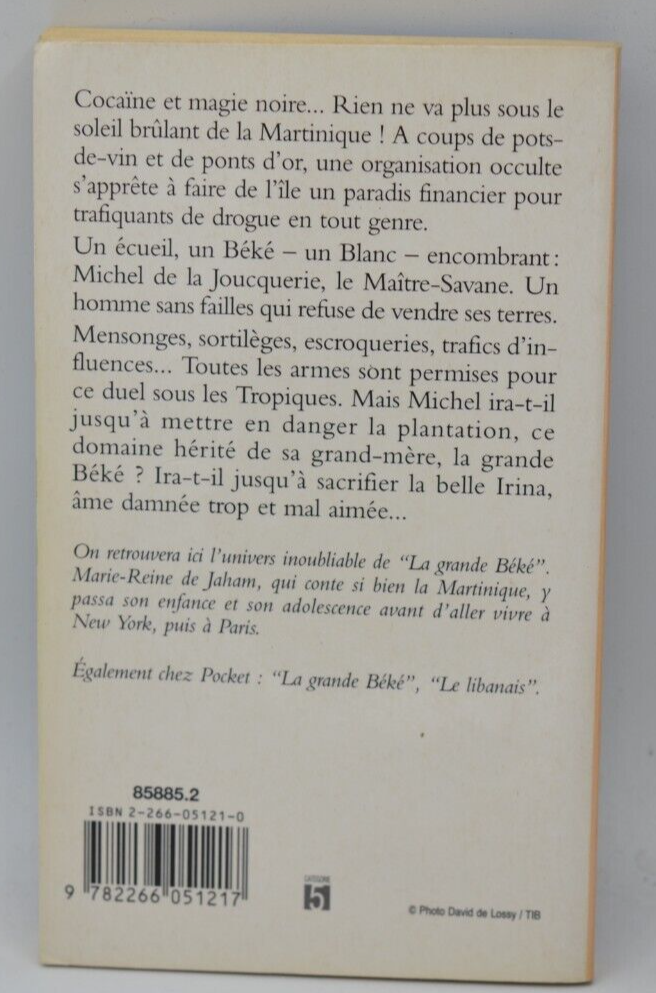 Cocaïne et magie noire... Rien ne va plus sous le
soleil brûlant de la Martinique ! A coups de pots-
de-vin et de ponts d'or, une organisation occulte
s'apprête à faire de l'île un paradis financier pour
trafiquants de drogue en tout genre.
Un écueil, un Béké – un Blanc – encombrant :
Michel de la Joucquerie, le Maître-Savane. Un
homme sans failles qui refuse de vendre ses terres.
Mensonges, sortilèges, escroqueries, trafics d'in-
fluences... Toutes les armes sont permises pour
ce duel sous les Tropiques. Mais Michel ira-t-il
jusqu'à mettre en danger la plantation, ce
domaine hérité de sa grand-mère, la grande
Béké ? Ira-t-il jusqu'à sacrifier la belle Irina,
âme damnée trop et mal aimée...
On retrouvera ici l'univers inoubliable de "La grande Béké".
Marie-Reine de Jaham, qui conte si bien la Martinique, y
passa son enfance et son adolescence avant d'aller vivre à
New York, puis à Paris.
Également chez Pocket : "La grande Béké", "Le libanais".
85885.2
ISBN 2-266-05121-0
9 782266 051217
CATÉGORIE
5
© Photo David de Lossy / TIB